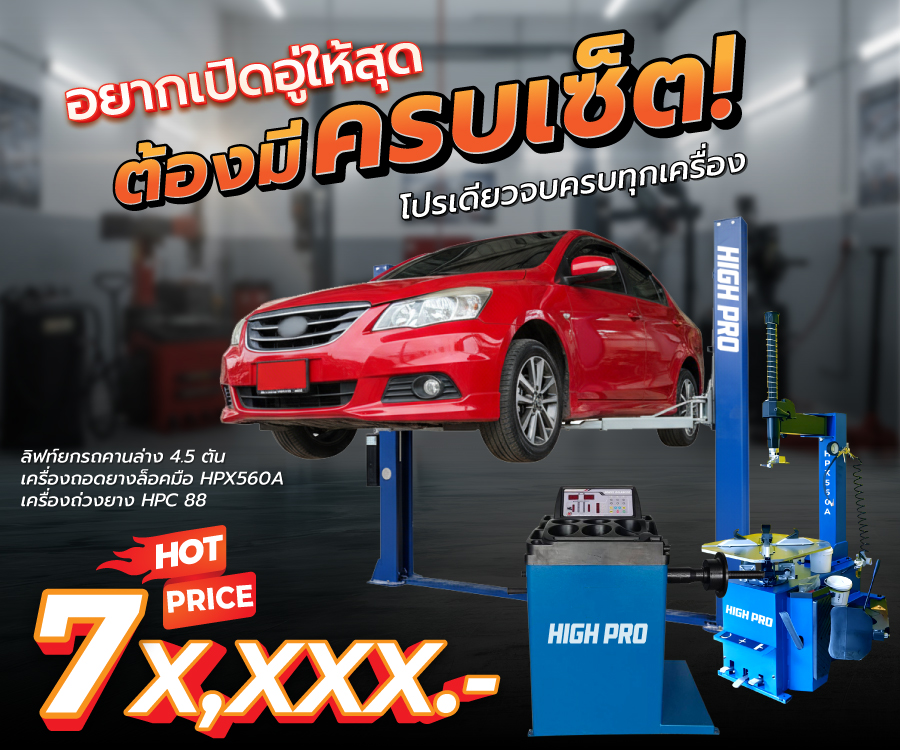 อยากเปิดอู่ให้สุด
ต้องมีครบเซ็ต!
โปรเดียวจบครบทุกเครื่อง
HIGH PRO
HPX560A
ลิฟท์ยกรถคานล่าง 4.5 ตัน
เครื่องถอดยางล็อคมือ HPX560A
เครื่องถ่วงยาง HPC 88
HOT
PRICE
7x,xxx.-
HIGH PRO
HIGH PRO